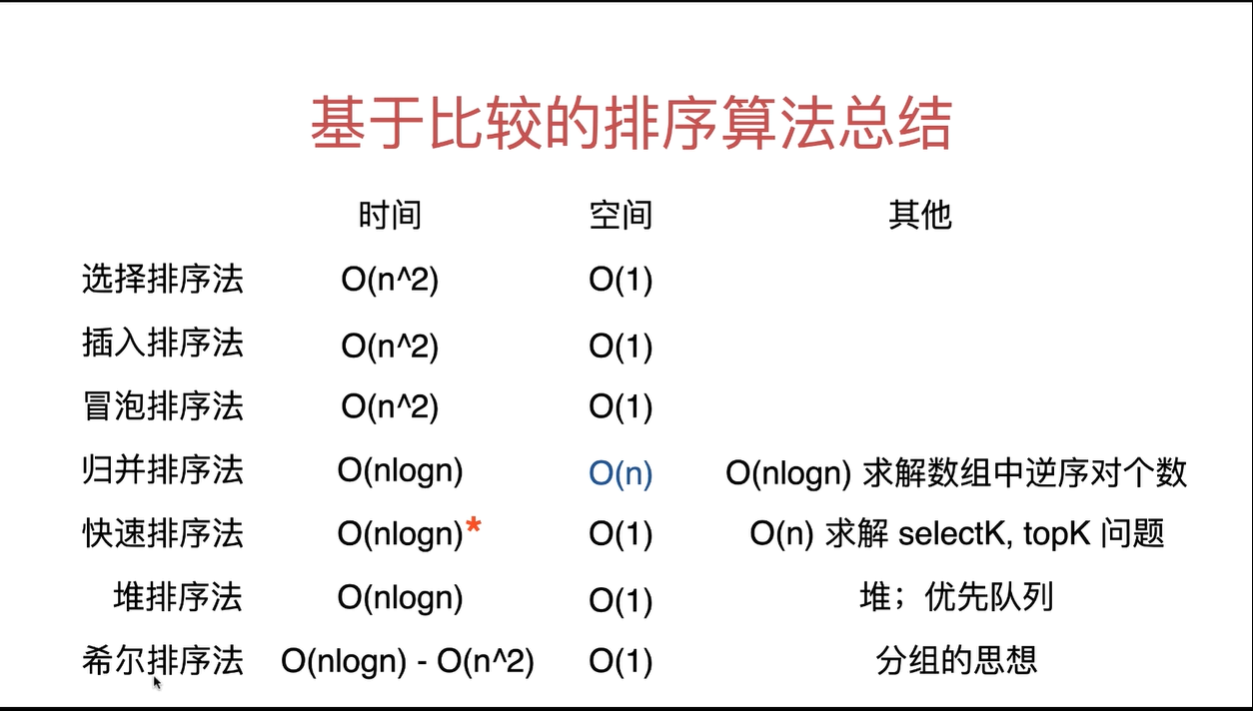 基于比较的排序算法总结
时间 空间 其他
选择排序法 O(n^2) O(1)
插入排序法 O(n^2) O(1)
冒泡排序法 O(n^2) O(1)
归并排序法 O(nlogn) O(n) O(nlogn) 求解数组中逆序对个数
快速排序法 O(nlogn)* O(1) O(n) 求解 selectK, topK 问题
堆排序法 O(nlogn) O(1) 堆；优先队列
希尔排序法 O(nlogn) - O(n^2) O(1) 分组的思想